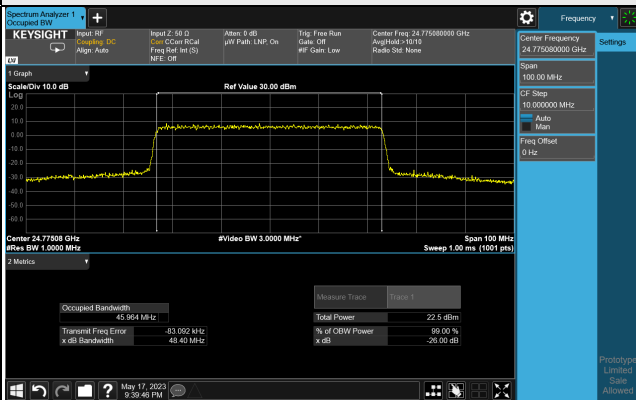 Spectrum Analyzer 1
Occupied BW
Frequency
KEYSIGHT
Input: RF
Coupling: DC
Align: Auto
Input Z: 50 Ω
Corr CCorr RCal
Freq Ref: Int (S)
NFE: Off
Atten: 0 dB
µW Path: LNP, On
Trig: Free Run
Gate: Off
#IF Gain: Low
Center Freq: 24.775080000 GHz
Avg|Hold:>10/10
Radio Std: None
LXI
Center Frequency
24.775080000 GHz
Settings
Span
100.00 MHz
CF Step
10.000000 MHz
Auto
Man
Freq Offset
0 Hz
1 Graph
Scale/Div 10.0 dB
Ref Value 30.00 dBm
Log
20.0
10.0
0.00
-10.0
-20.0
-30.0
-40.0
-50.0
-60.0
Center 24.77508 GHz
#Video BW 3.0000 MHz*
Span 100 MHz
#Res BW 1.0000 MHz
Sweep 1.00 ms (1001 pts)
2 Metrics
Measure Trace
Trace 1
Occupied Bandwidth
45.964 MHz
Total Power
22.5 dBm
Transmit Freq Error
-83.092 kHz
% of OBW Power
99.00 %
x dB Bandwidth
48.40 MHz
x dB
-26.00 dB
Prototype
Limited
Sale
Allowed
May 17, 2023
9:39:46 PM